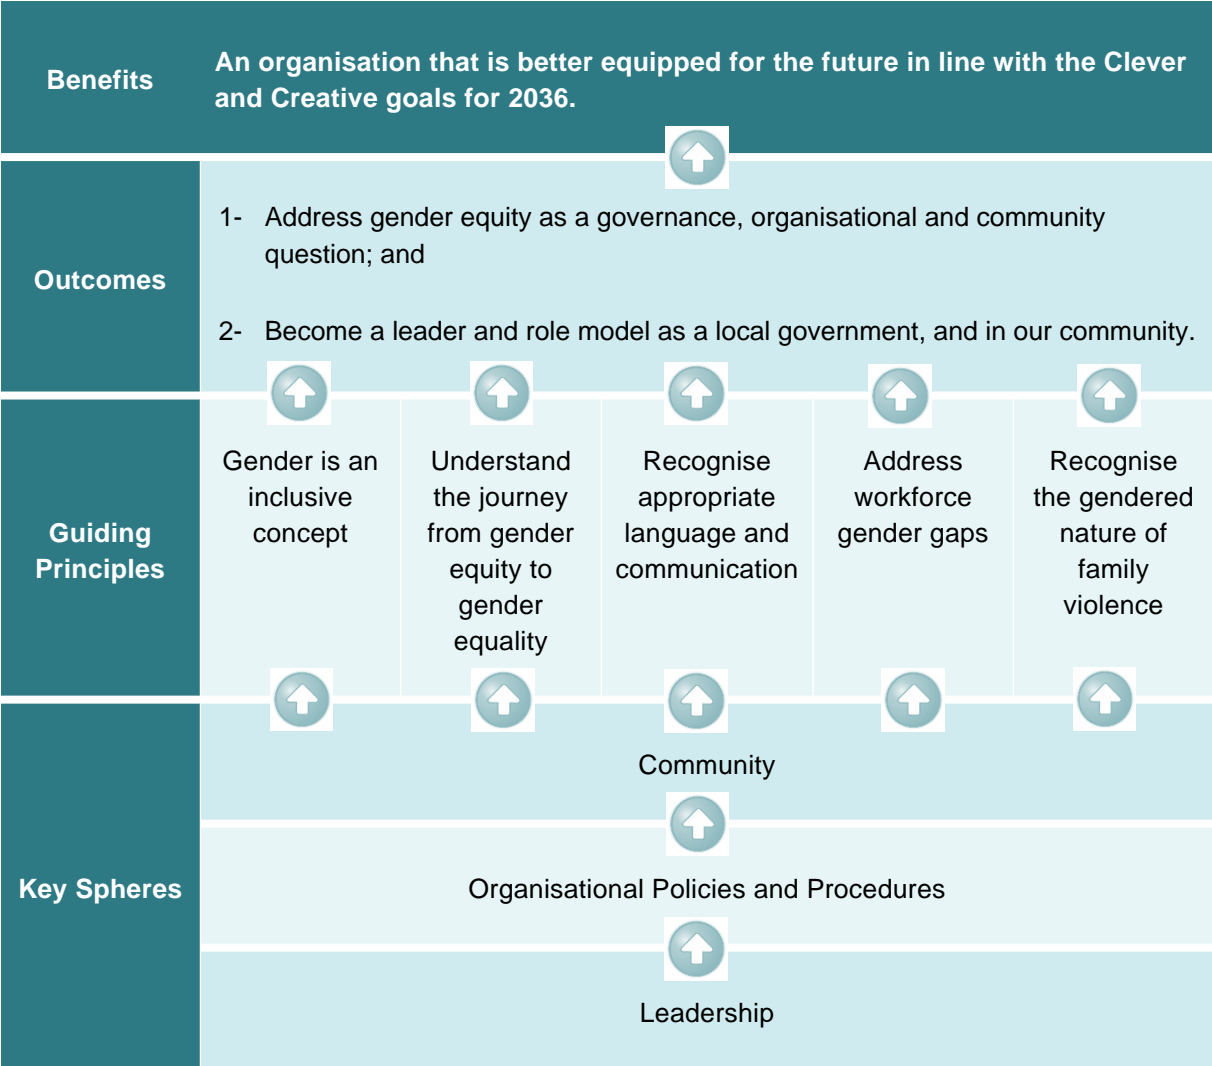 Benefits
An organisation that is better equipped for the future in line with the Clever
and Creative goals for 2036.
Outcomes
1- Address gender equity as a governance, organisational and community
question; and
2- Become a leader and role model as a local government, and in our community.
Guiding
Principles
Gender is an
inclusive
concept
Understand
the journey
from gender
equity to
gender
equality
Recognise
appropriate
language and
communication
Address
workforce
gender gaps
Recognise
the gendered
nature of
family
violence
Key Spheres
Community
Organisational Policies and Procedures
Leadership